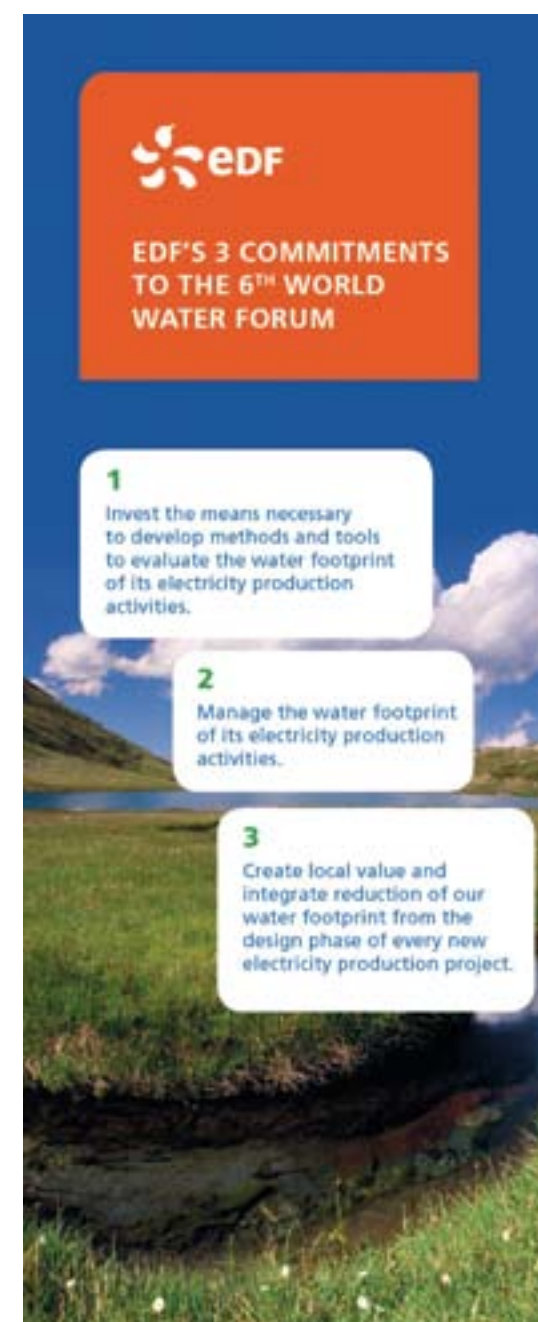 eDF
EDF'S 3 COMMITMENTS
TO THE 6TH WORLD
WATER FORUM
1
Invest the means necessary
to develop methods and tools
to evaluate the water footprint
of its electricity production
activities.
2
Manage the water footprint
of its electricity production
activities.
3
Create local value and
integrate reduction of our
water footprint from the
design phase of every new
electricity production project.